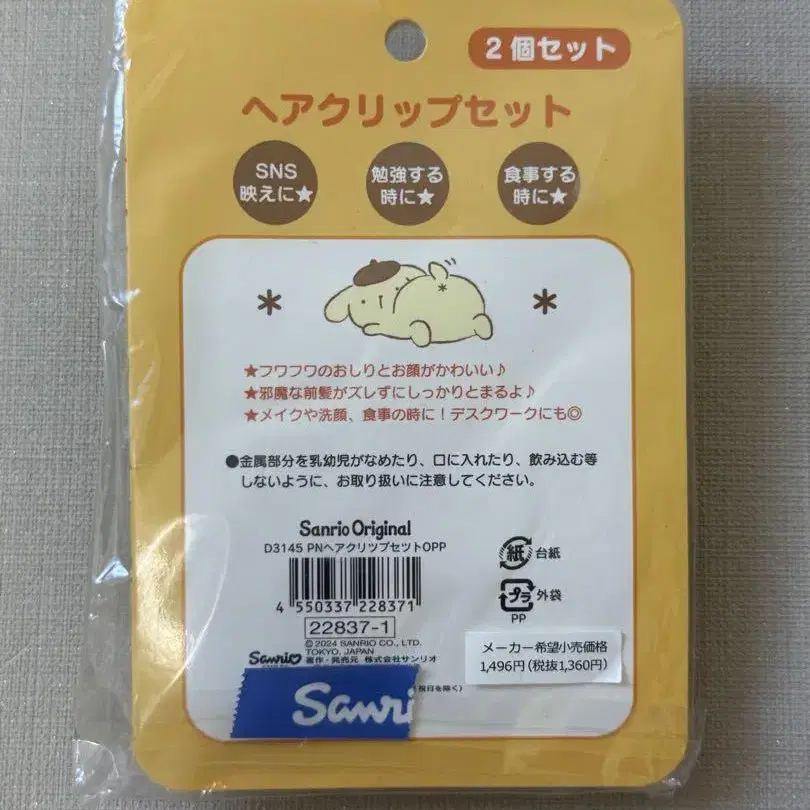 2個セット
ヘアクリップセット
SNS
映えに★
勉強する
時に★
食事する
時に★
★フワフワのおしりとお顔がかわいい♪
★邪魔な前髪がズレずにしっかりとまるよ♪
★メイクや洗顔、食事の時に!デスクワークにも◎
●金属部分を乳幼児がなめたり、口に入れたり、飲み込む等
しないように、お取り扱いに注意してください。
Sanrio Original
D3145 PNヘアクリツプセツトOPP
4 550337 228371
22837-1
© 2024 SANRIO CO., LTD.
TOKYO, JAPAN
Sanrio
著作・発売元 株式会社サンリオ
祝日を除く)
Sanri
紙 台紙
プラ 外袋
PP
メーカー希望小売価格
1,496円(税抜1,360円)